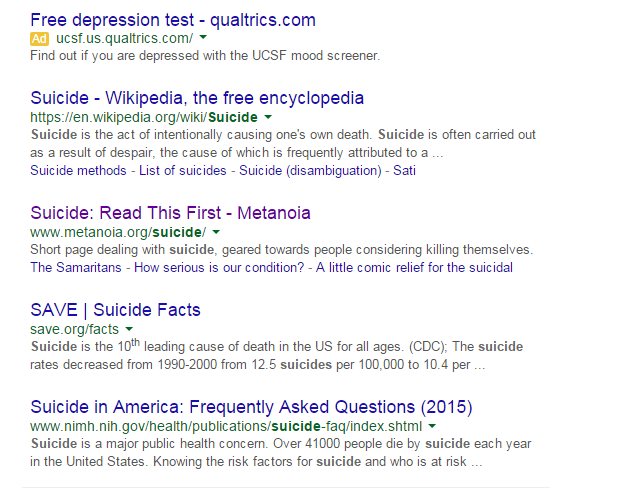 Free depression test - qualtrics.com
Ad ucsf.us.qualtrics.com/
Find out if you are depressed with the UCSF mood screener.
Suicide - Wikipedia, the free encyclopedia
https://en.wikipedia.org/wiki/Suicide
Suicide is the act of intentionally causing one's own death. Suicide is often carried out
as a result of despair, the cause of which is frequently attributed to a ...
Suicide methods - List of suicides - Suicide (disambiguation) - Sati
Suicide: Read This First - Metanoia
www.metanoia.org/suicide/
Short page dealing with suicide, geared towards people considering killing themselves.
The Samaritans - How serious is our condition? - A little comic relief for the suicidal
SAVE | Suicide Facts
save.org/facts
Suicide is the 10th leading cause of death in the US for all ages. (CDC); The suicide
rates decreased from 1990-2000 from 12.5 suicides per 100,000 to 10.4 per ...
Suicide in America: Frequently Asked Questions (2015)
www.nimh.nih.gov/health/publications/suicide-faq/index.shtml
Suicide is a major public health concern. Over 41000 people die by suicide each year
in the United States. Knowing the risk factors for suicide and who is at risk ...